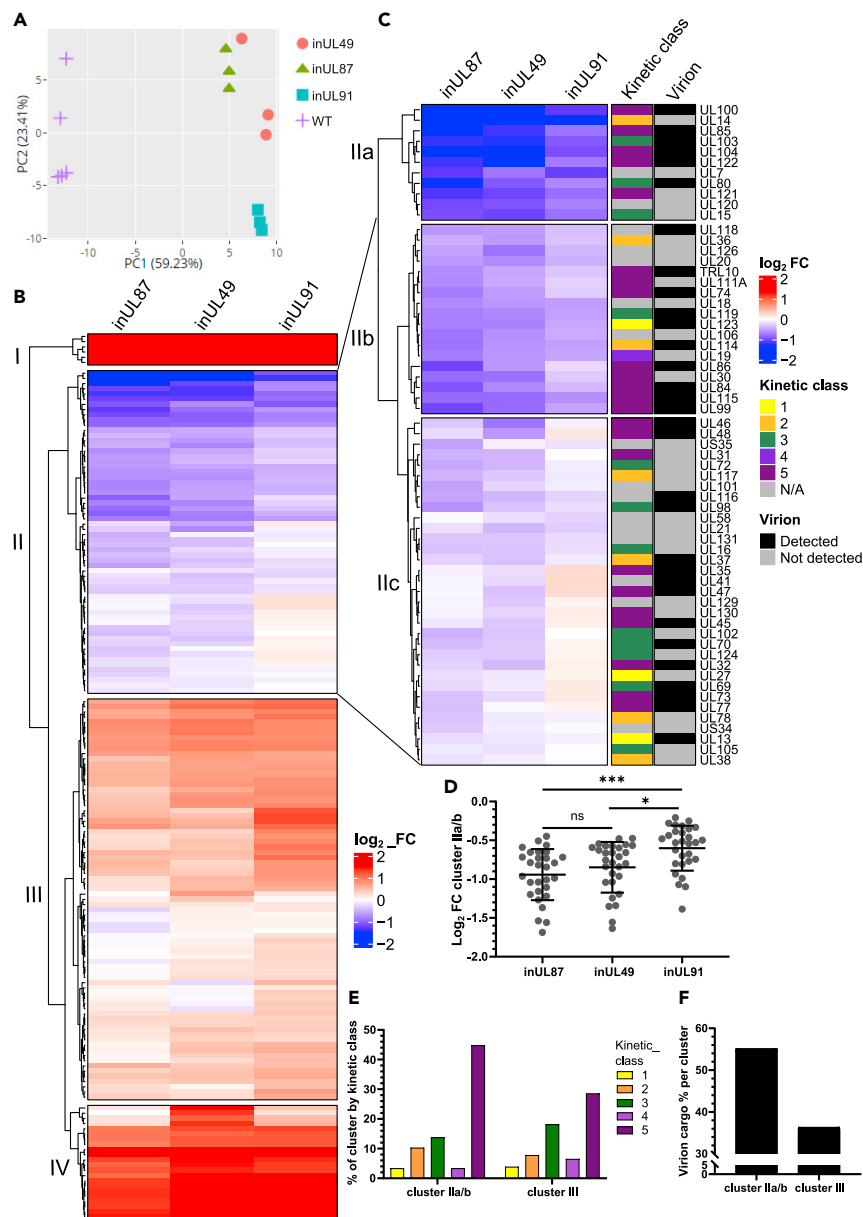 A
inUL49
inUL87
inUL91
WT
5
0
-5
-10
PC2 (23.41%)
-10
-5
0
5
10
PC1 (59.23%)
B
inUL87
inUL49
inUL91
I
II
III
IV
log₂_FC
2
1
0
−1
−2
C
inUL87
inUL49
inUL91
Kinetic class
Virion
IIa
IIb
IIc
UL100
UL14
UL85
UL103
UL104
UL122
UL7
UL80
UL121
UL120
UL15
UL118
UL36
UL126
UL20
TRL10
UL111A
UL74
UL18
UL119
UL123
UL106
UL114
UL19
UL86
UL30
UL84
UL115
UL99
UL46
UL48
US35
UL31
UL72
UL117
UL101
UL116
UL98
UL58
UL21
UL131
UL16
UL37
UL35
UL41
UL47
UL129
UL130
UL45
UL102
UL70
UL124
UL32
UL27
UL69
UL73
UL77
UL78
US34
UL13
UL105
UL38
log₂ FC
2
1
0
−1
−2
Kinetic class
1
2
3
4
5
N/A
Virion
Detected
Not detected
D
***
ns
*
Log₂ FC cluster IIa/b
0.0
-0.5
-1.0
-1.5
-2.0
inUL87
inUL49
inUL91
E
% of cluster by kinetic class
50
40
30
20
10
0
cluster IIa/b
cluster III
Kinetic_
class
1
2
3
4
5
F
Virion cargo % per cluster
60
50
40
30
5
0
cluster IIa/b
cluster III